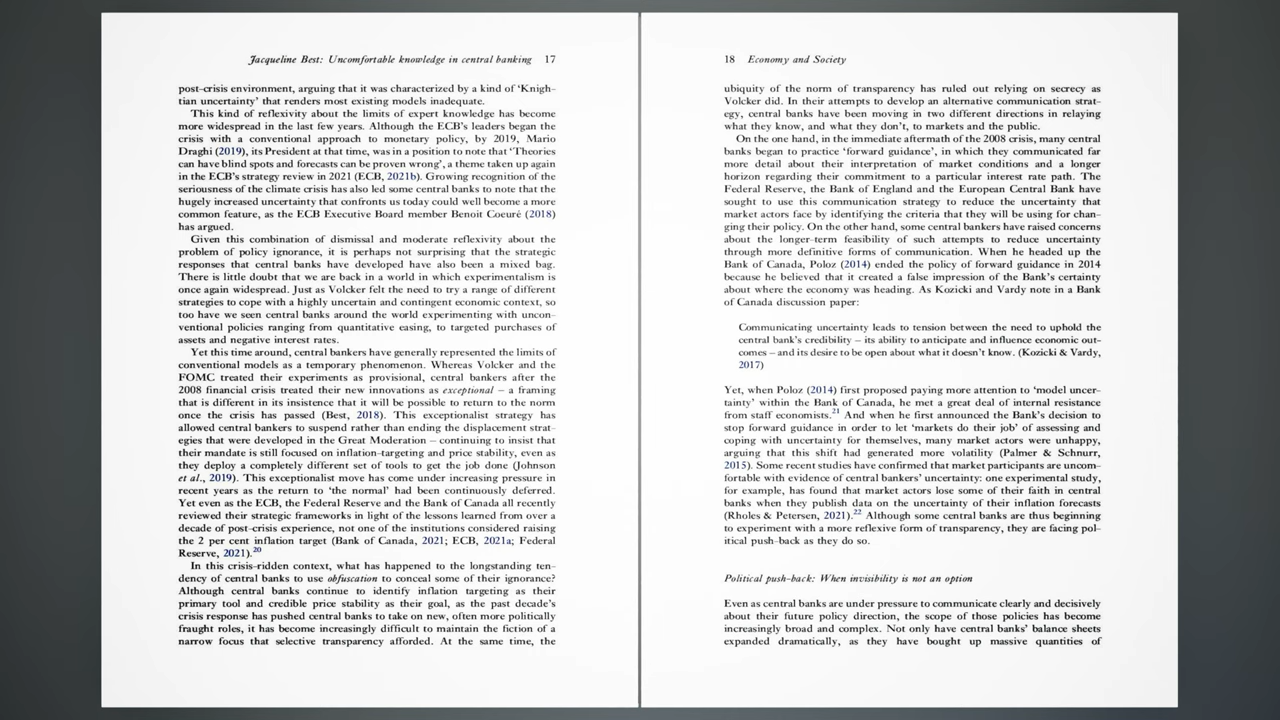 Jacqueline Best: Uncomfortable knowledge in central banking 17
post-crisis environment, arguing that it was characterized by a kind of ‘Knigh-
tian uncertainty’ that renders most existing models inadequate.
This kind of reflexivity about the limits of expert knowledge has become
more widespread in the last few years. Although the ECB’s leaders began the
crisis with a conventional approach to monetary policy, by 2019, Mario
Draghi (2019), its President at that time, was in a position to note that ‘Theories
can have blind spots and forecasts can be proven wrong’, a theme taken up again
in the ECB’s strategy review in 2021 (ECB, 2021b). Growing recognition of the
seriousness of the climate crisis has also led some central banks to note that the
hugely increased uncertainty that confronts us today could well become a more
common feature, as the ECB Executive Board member Benoit Coeuré (2018)
has argued.
Given this combination of dismissal and moderate reflexivity about the
problem of policy ignorance, it is perhaps not surprising that the strategic
responses that central banks have developed have also been a mixed bag.
There is little doubt that we are back in a world in which experimentalism is
once again widespread. Just as Volcker felt the need to try a range of different
strategies to cope with a highly uncertain and contingent economic context, so
too have we seen central banks around the world experimenting with uncon-
ventional policies ranging from quantitative easing, to targeted purchases of
assets and negative interest rates.
Yet this time around, central bankers have generally represented the limits of
conventional models as a temporary phenomenon. Whereas Volcker and the
FOMC treated their experiments as provisional, central bankers after the
2008 financial crisis treated their new innovations as exceptional – a framing
that is different in its insistence that it will be possible to return to the norm
once the crisis has passed (Best, 2018). This exceptionalist strategy has
allowed central bankers to suspend rather than ending the displacement strat-
egies that were developed in the Great Moderation – continuing to insist that
their mandate is still focused on inflation-targeting and price stability, even as
they deploy a completely different set of tools to get the job done (Johnson
et al., 2019). This exceptionalist move has come under increasing pressure in
recent years as the return to ‘the normal’ had been continuously deferred.
Yet even as the ECB, the Federal Reserve and the Bank of Canada all recently
reviewed their strategic frameworks in light of the lessons learned from over a
decade of post-crisis experience, not one of the institutions considered raising
the 2 per cent inflation target (Bank of Canada, 2021; ECB, 2021a; Federal
Reserve, 2021).20
In this crisis-ridden context, what has happened to the longstanding ten-
dency of central banks to use obfuscation to conceal some of their ignorance?
Although central banks continue to identify inflation targeting as their
primary tool and credible price stability as their goal, as the past decade’s
crisis response has pushed central banks to take on new, often more politically
fraught roles, it has become increasingly difficult to maintain the fiction of a
narrow focus that selective transparency afforded. At the same time, the
18 Economy and Society
ubiquity of the norm of transparency has ruled out relying on secrecy as
Volcker did. In their attempts to develop an alternative communication strat-
egy, central banks have been moving in two different directions in relaying
what they know, and what they don’t, to markets and the public.
On the one hand, in the immediate aftermath of the 2008 crisis, many central
banks began to practice ‘forward guidance’, in which they communicated far
more detail about their interpretation of market conditions and a longer
horizon regarding their commitment to a particular interest rate path. The
Federal Reserve, the Bank of England and the European Central Bank have
sought to use this communication strategy to reduce the uncertainty that
market actors face by identifying the criteria that they will be using for chan-
ging their policy. On the other hand, some central bankers have raised concerns
about the longer-term feasibility of such attempts to reduce uncertainty
through more definitive forms of communication. When he headed up the
Bank of Canada, Poloz (2014) ended the policy of forward guidance in 2014
because he believed that it created a false impression of the Bank’s certainty
about where the economy was heading. As Kozicki and Vardy note in a Bank
of Canada discussion paper:
Communicating uncertainty leads to tension between the need to uphold the
central bank’s credibility – its ability to anticipate and influence economic out-
comes – and its desire to be open about what it doesn’t know. (Kozicki & Vardy,
2017)
Yet, when Poloz (2014) first proposed paying more attention to ‘model uncer-
tainty’ within the Bank of Canada, he met a great deal of internal resistance
from staff economists.21 And when he first announced the Bank’s decision to
stop forward guidance in order to let ‘markets do their job’ of assessing and
coping with uncertainty for themselves, many market actors were unhappy,
arguing that this shift had generated more volatility (Palmer & Schnurr,
2015). Some recent studies have confirmed that market participants are uncom-
fortable with evidence of central bankers’ uncertainty: one experimental study,
for example, has found that market actors lose some of their faith in central
banks when they publish data on the uncertainty of their inflation forecasts
(Rholes & Petersen, 2021).22 Although some central banks are thus beginning
to experiment with a more reflexive form of transparency, they are facing pol-
itical push-back as they do so.
Political push-back: When invisibility is not an option
Even as central banks are under pressure to communicate clearly and decisively
about their future policy direction, the scope of those policies has become
increasingly broad and complex. Not only have central banks’ balance sheets
expanded dramatically, as they have bought up massive quantities of